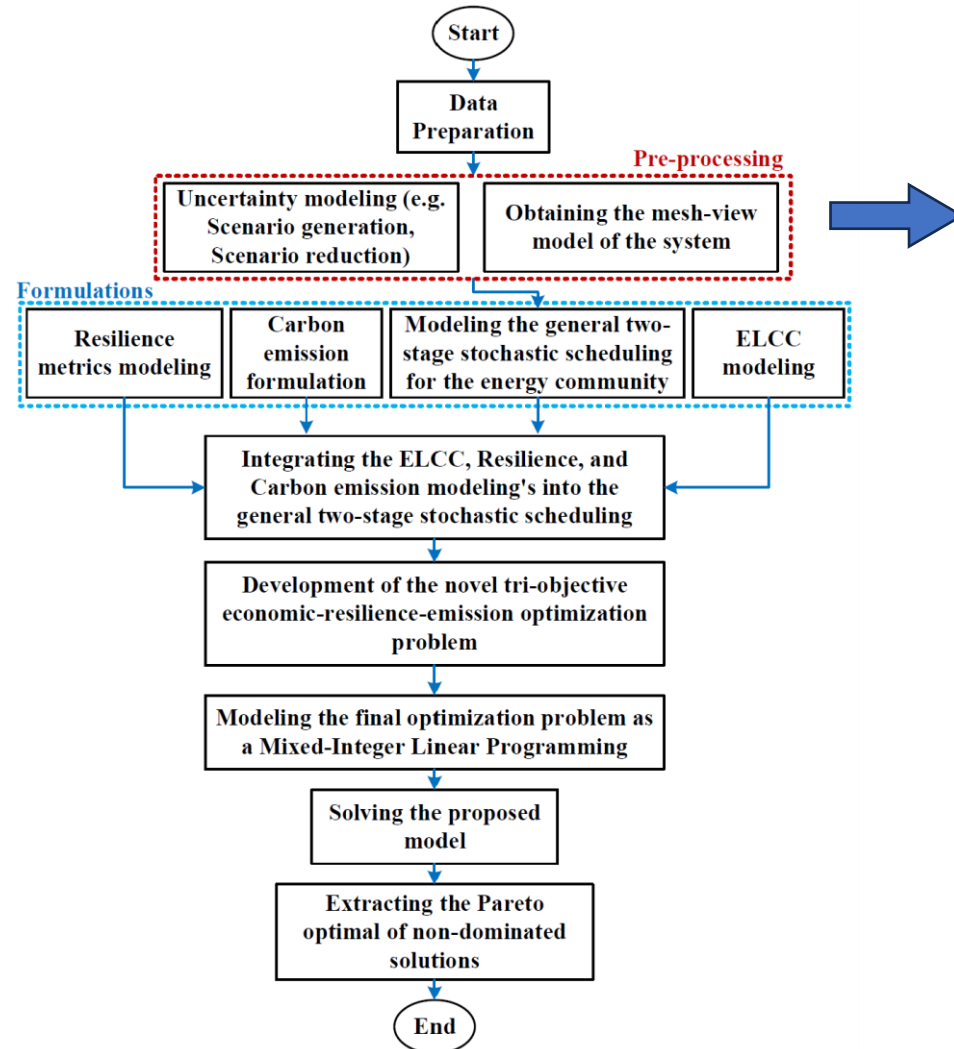 Start
Data
Preparation
Pre-processing
Uncertainty modeling (e.g.
Scenario generation,
Scenario reduction)
Obtaining the mesh-view
model of the system
Formulations
Resilience
metrics modeling
Carbon
emission
formulation
Modeling the general two-
stage stochastic scheduling
for the energy community
ELCC
modeling
Integrating the ELCC, Resilience, and
Carbon emission modeling's into the
general two-stage stochastic scheduling
Development of the novel tri-objective
economic-resilience-emission optimization
problem
Modeling the final optimization problem as
a Mixed-Integer Linear Programming
Solving the proposed
model
Extracting the Pareto
optimal of non-dominated
solutions
End